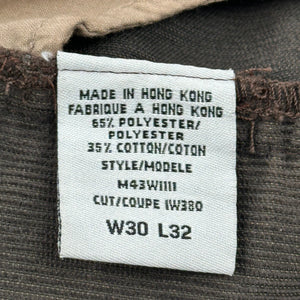 MADE IN HONG KONG
FABRIQUE A HONG KONG
65% POLYESTER/
POLYESTER
35% COTTON/COTON
STYLE/MODELE
M43W1111
CUT/COUPE 1W380
W30 L32